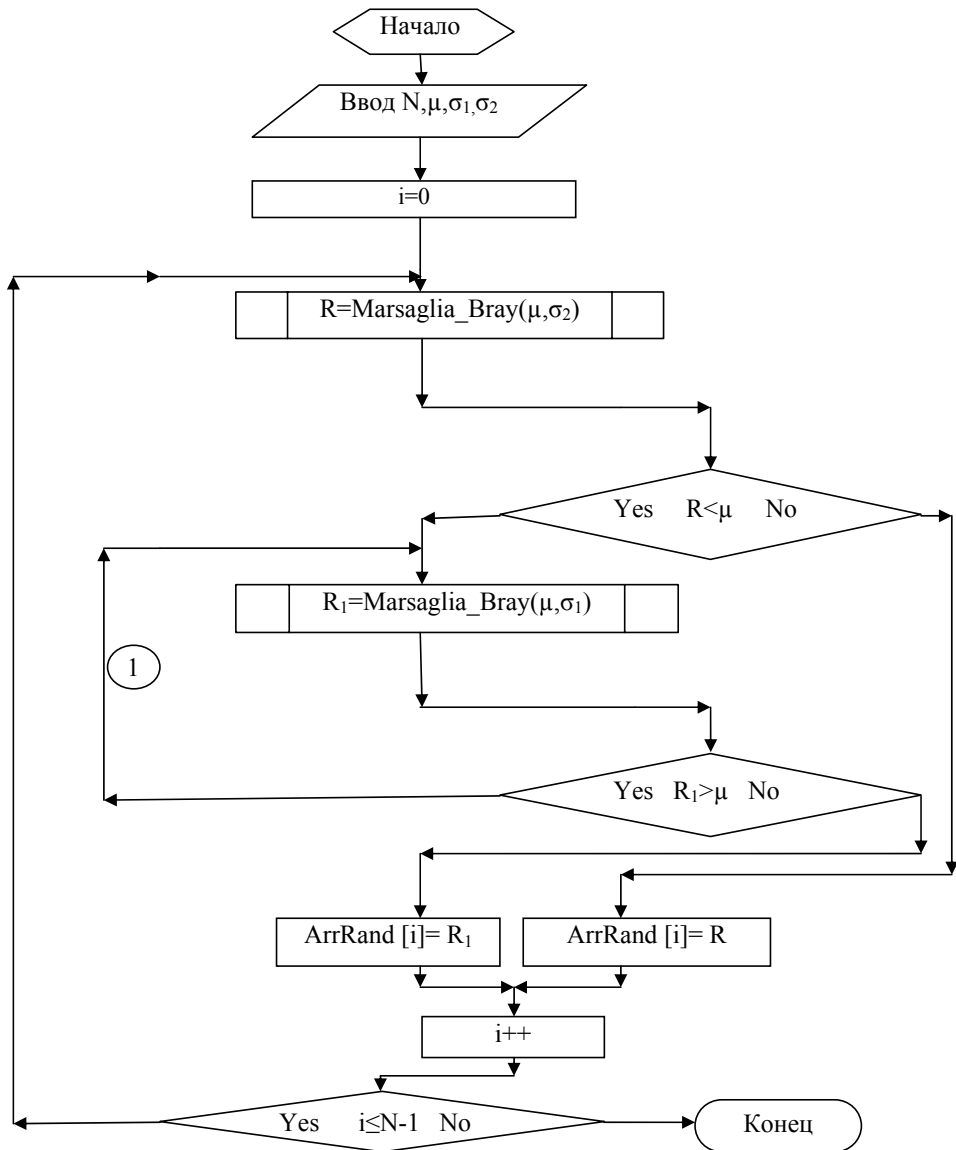 Начало
Ввод N,μ,σ₁,σ₂
i=0
R=Marsaglia_Bray(μ,σ₂)
Yes R<μ No
R₁=Marsaglia_Bray(μ,σ₁)
1
Yes R₁>μ No
ArrRand [i]= R₁
ArrRand [i]= R
i++
Yes i≤N-1 No
Конец